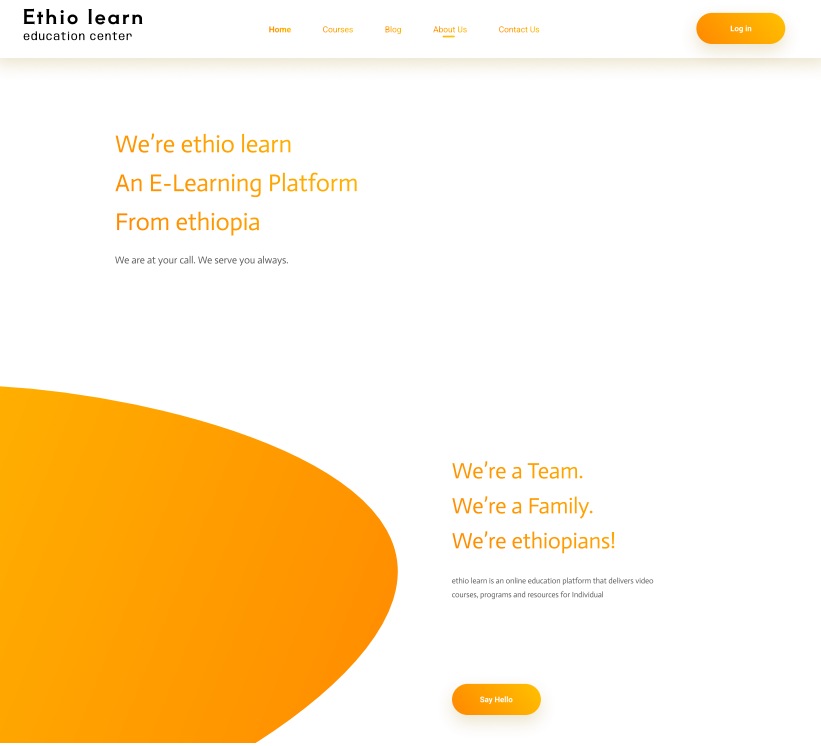 Ethio learn
education center
Home
Courses
Blog
About Us
Contact Us
Log in
We're ethio learn
An E-Learning Platform
From ethiopia
We are at your call. We serve you always.
We're a Team.
We're a Family.
We're ethiopians!
ethio learn is an online education platform that delivers video
courses, programs and resources for Individual
Say Hello